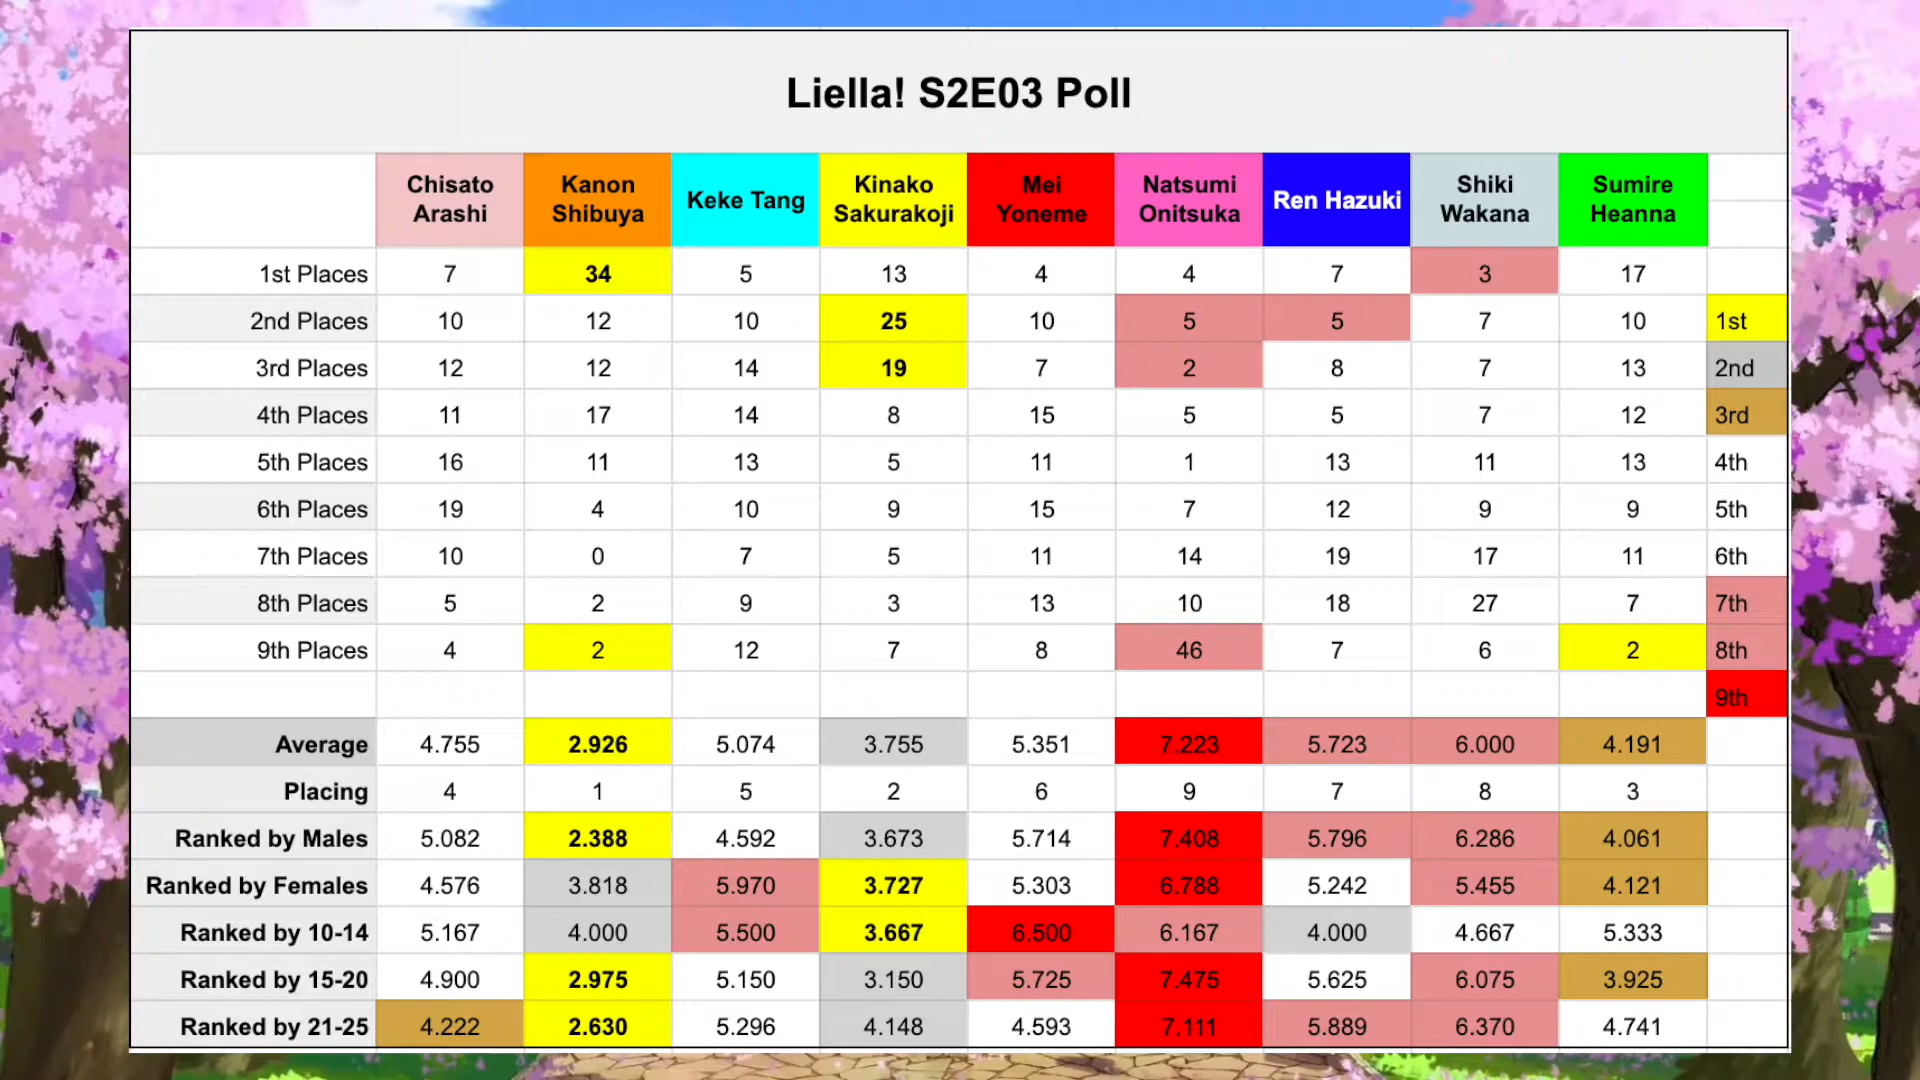 Liella! S2E03 Poll
Chisato Arashi Kanon Shibuya Keke Tang Kinako Sakurakoji Mei Yoneme Natsumi Onitsuka Ren Hazuki Shiki Wakana Sumire Heanna
1st Places 7 34 5 13 4 4 7 3 17
2nd Places 10 12 10 25 10 5 5 7 10 1st
3rd Places 12 12 14 19 7 2 8 7 13 2nd
4th Places 11 17 14 8 15 5 5 7 12 3rd
5th Places 16 11 13 5 11 1 13 11 13 4th
6th Places 19 4 10 9 15 7 12 9 9 5th
7th Places 10 0 7 5 11 14 19 17 11 6th
8th Places 5 2 9 3 13 10 18 27 7 7th
9th Places 4 2 12 7 8 46 7 6 2 8th
9th
Average 4.755 2.926 5.074 3.755 5.351 7.223 5.723 6.000 4.191
Placing 4 1 5 2 6 9 7 8 3
Ranked by Males 5.082 2.388 4.592 3.673 5.714 7.408 5.796 6.286 4.061
Ranked by Females 4.576 3.818 5.970 3.727 5.303 6.788 5.242 5.455 4.121
Ranked by 10-14 5.167 4.000 5.500 3.667 6.500 6.167 4.000 4.667 5.333
Ranked by 15-20 4.900 2.975 5.150 3.150 5.725 7.475 5.625 6.075 3.925
Ranked by 21-25 4.222 2.630 5.296 4.148 4.593 7.111 5.889 6.370 4.741